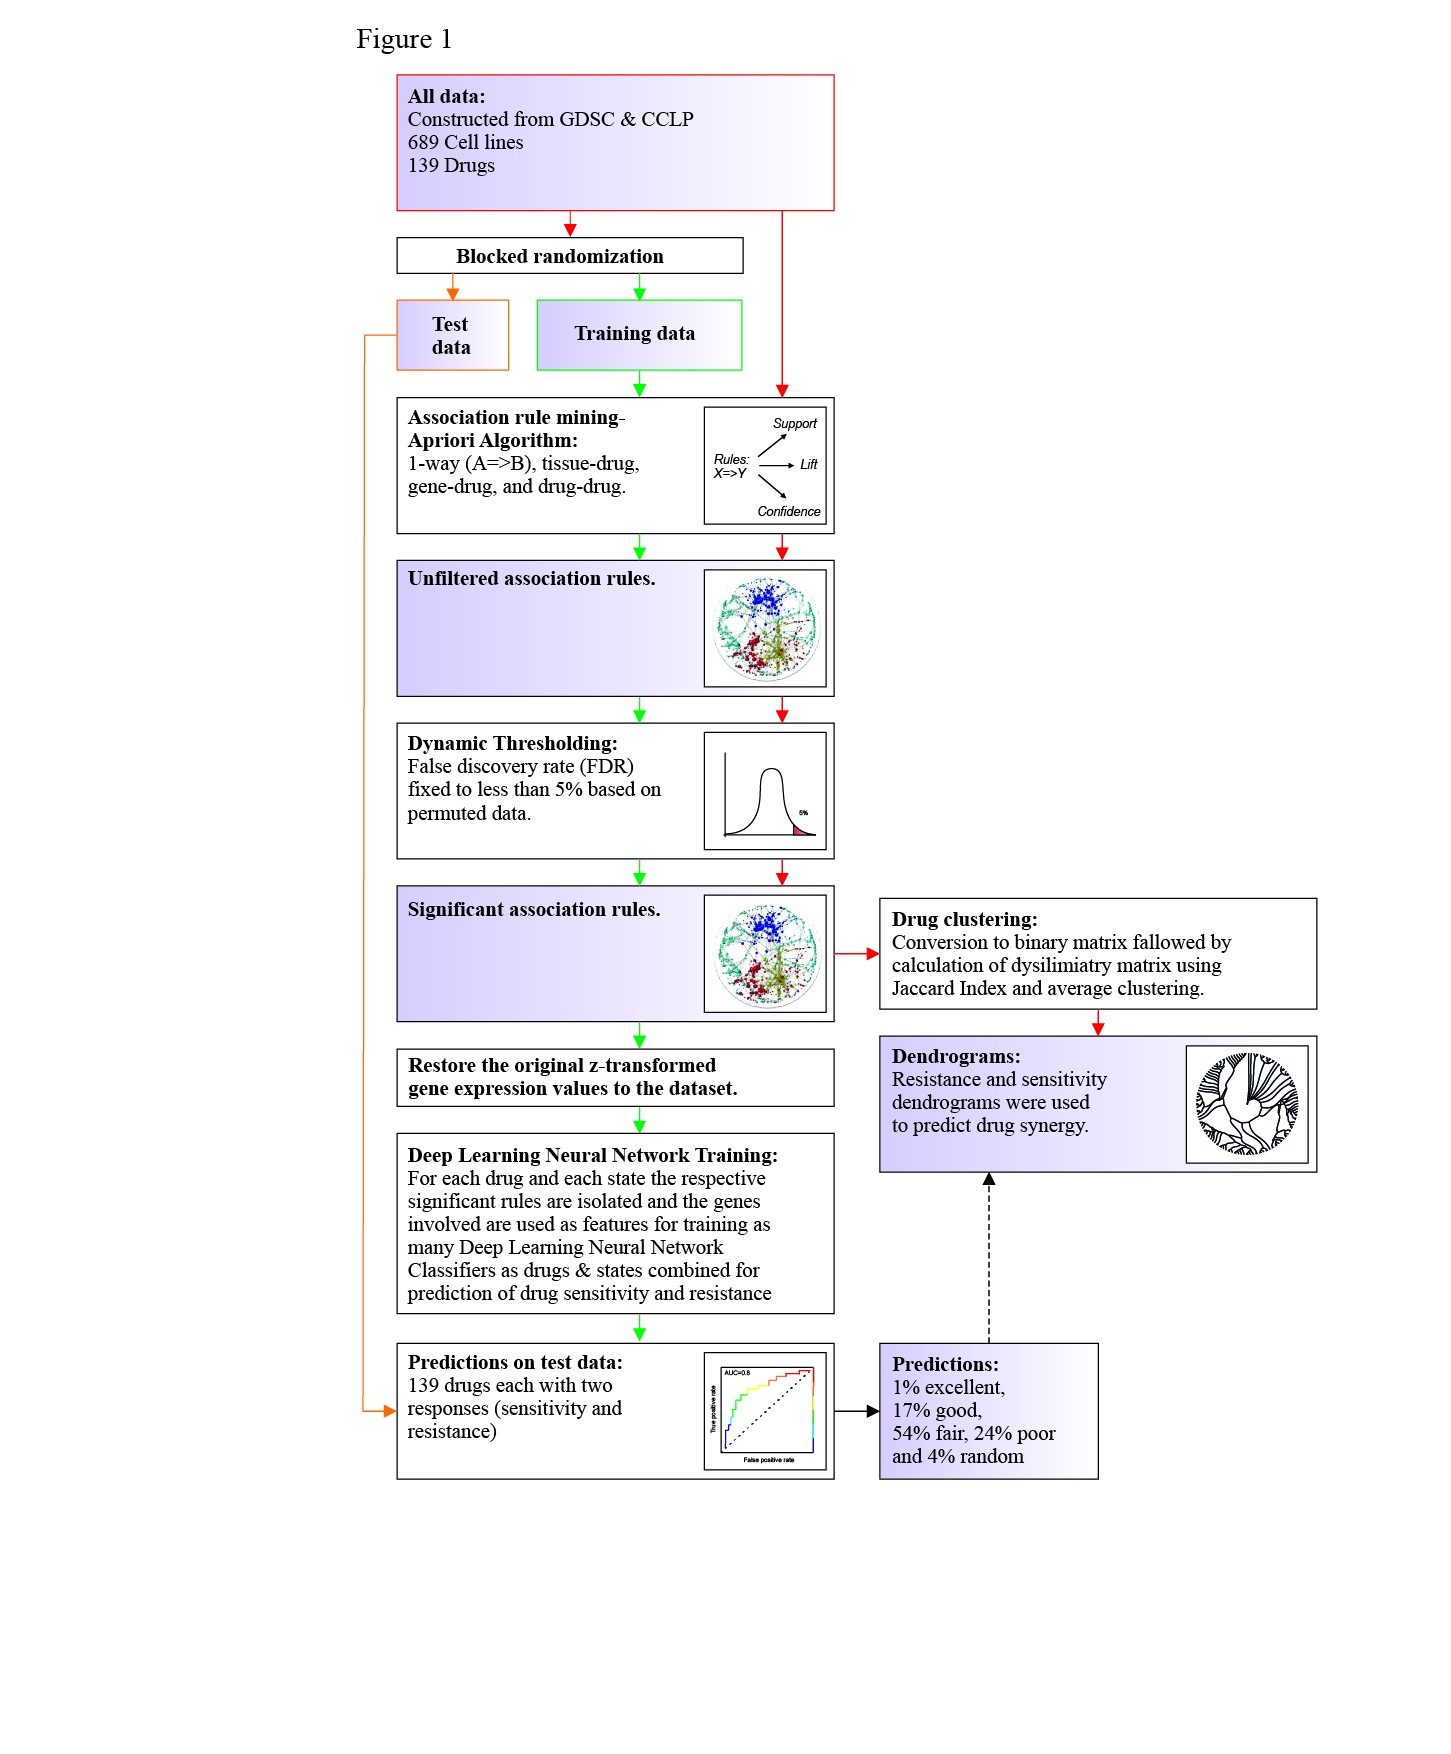 Figure 1
All data:
Constructed from GDSC & CCLP
689 Cell lines
139 Drugs
Blocked randomization
Test
data
Training data
Association rule mining-
Apriori Algorithm:
1-way (A=>B), tissue-drug,
gene-drug, and drug-drug.
Support
Rules:
X=>Y
Lift
Confidence
Unfiltered association rules.
Dynamic Thresholding:
False discovery rate (FDR)
fixed to less than 5% based on
permuted data.
5%
Significant association rules.
Drug clustering:
Conversion to binary matrix fallowed by
calculation of dysilimiatry matrix using
Jaccard Index and average clustering.
Dendrograms:
Resistance and sensitivity
dendrograms were used
to predict drug synergy.
Restore the original z-transformed
gene expression values to the dataset.
Deep Learning Neural Network Training:
For each drug and each state the respective
significant rules are isolated and the genes
involved are used as features for training as
many Deep Learning Neural Network
Classifiers as drugs & states combined for
prediction of drug sensitivity and resistance
Predictions on test data:
139 drugs each with two
responses (sensitivity and
resistance)
AUC=0.8
True positive rate
False positive rate
Predictions:
1% excellent,
17% good,
54% fair, 24% poor
and 4% random